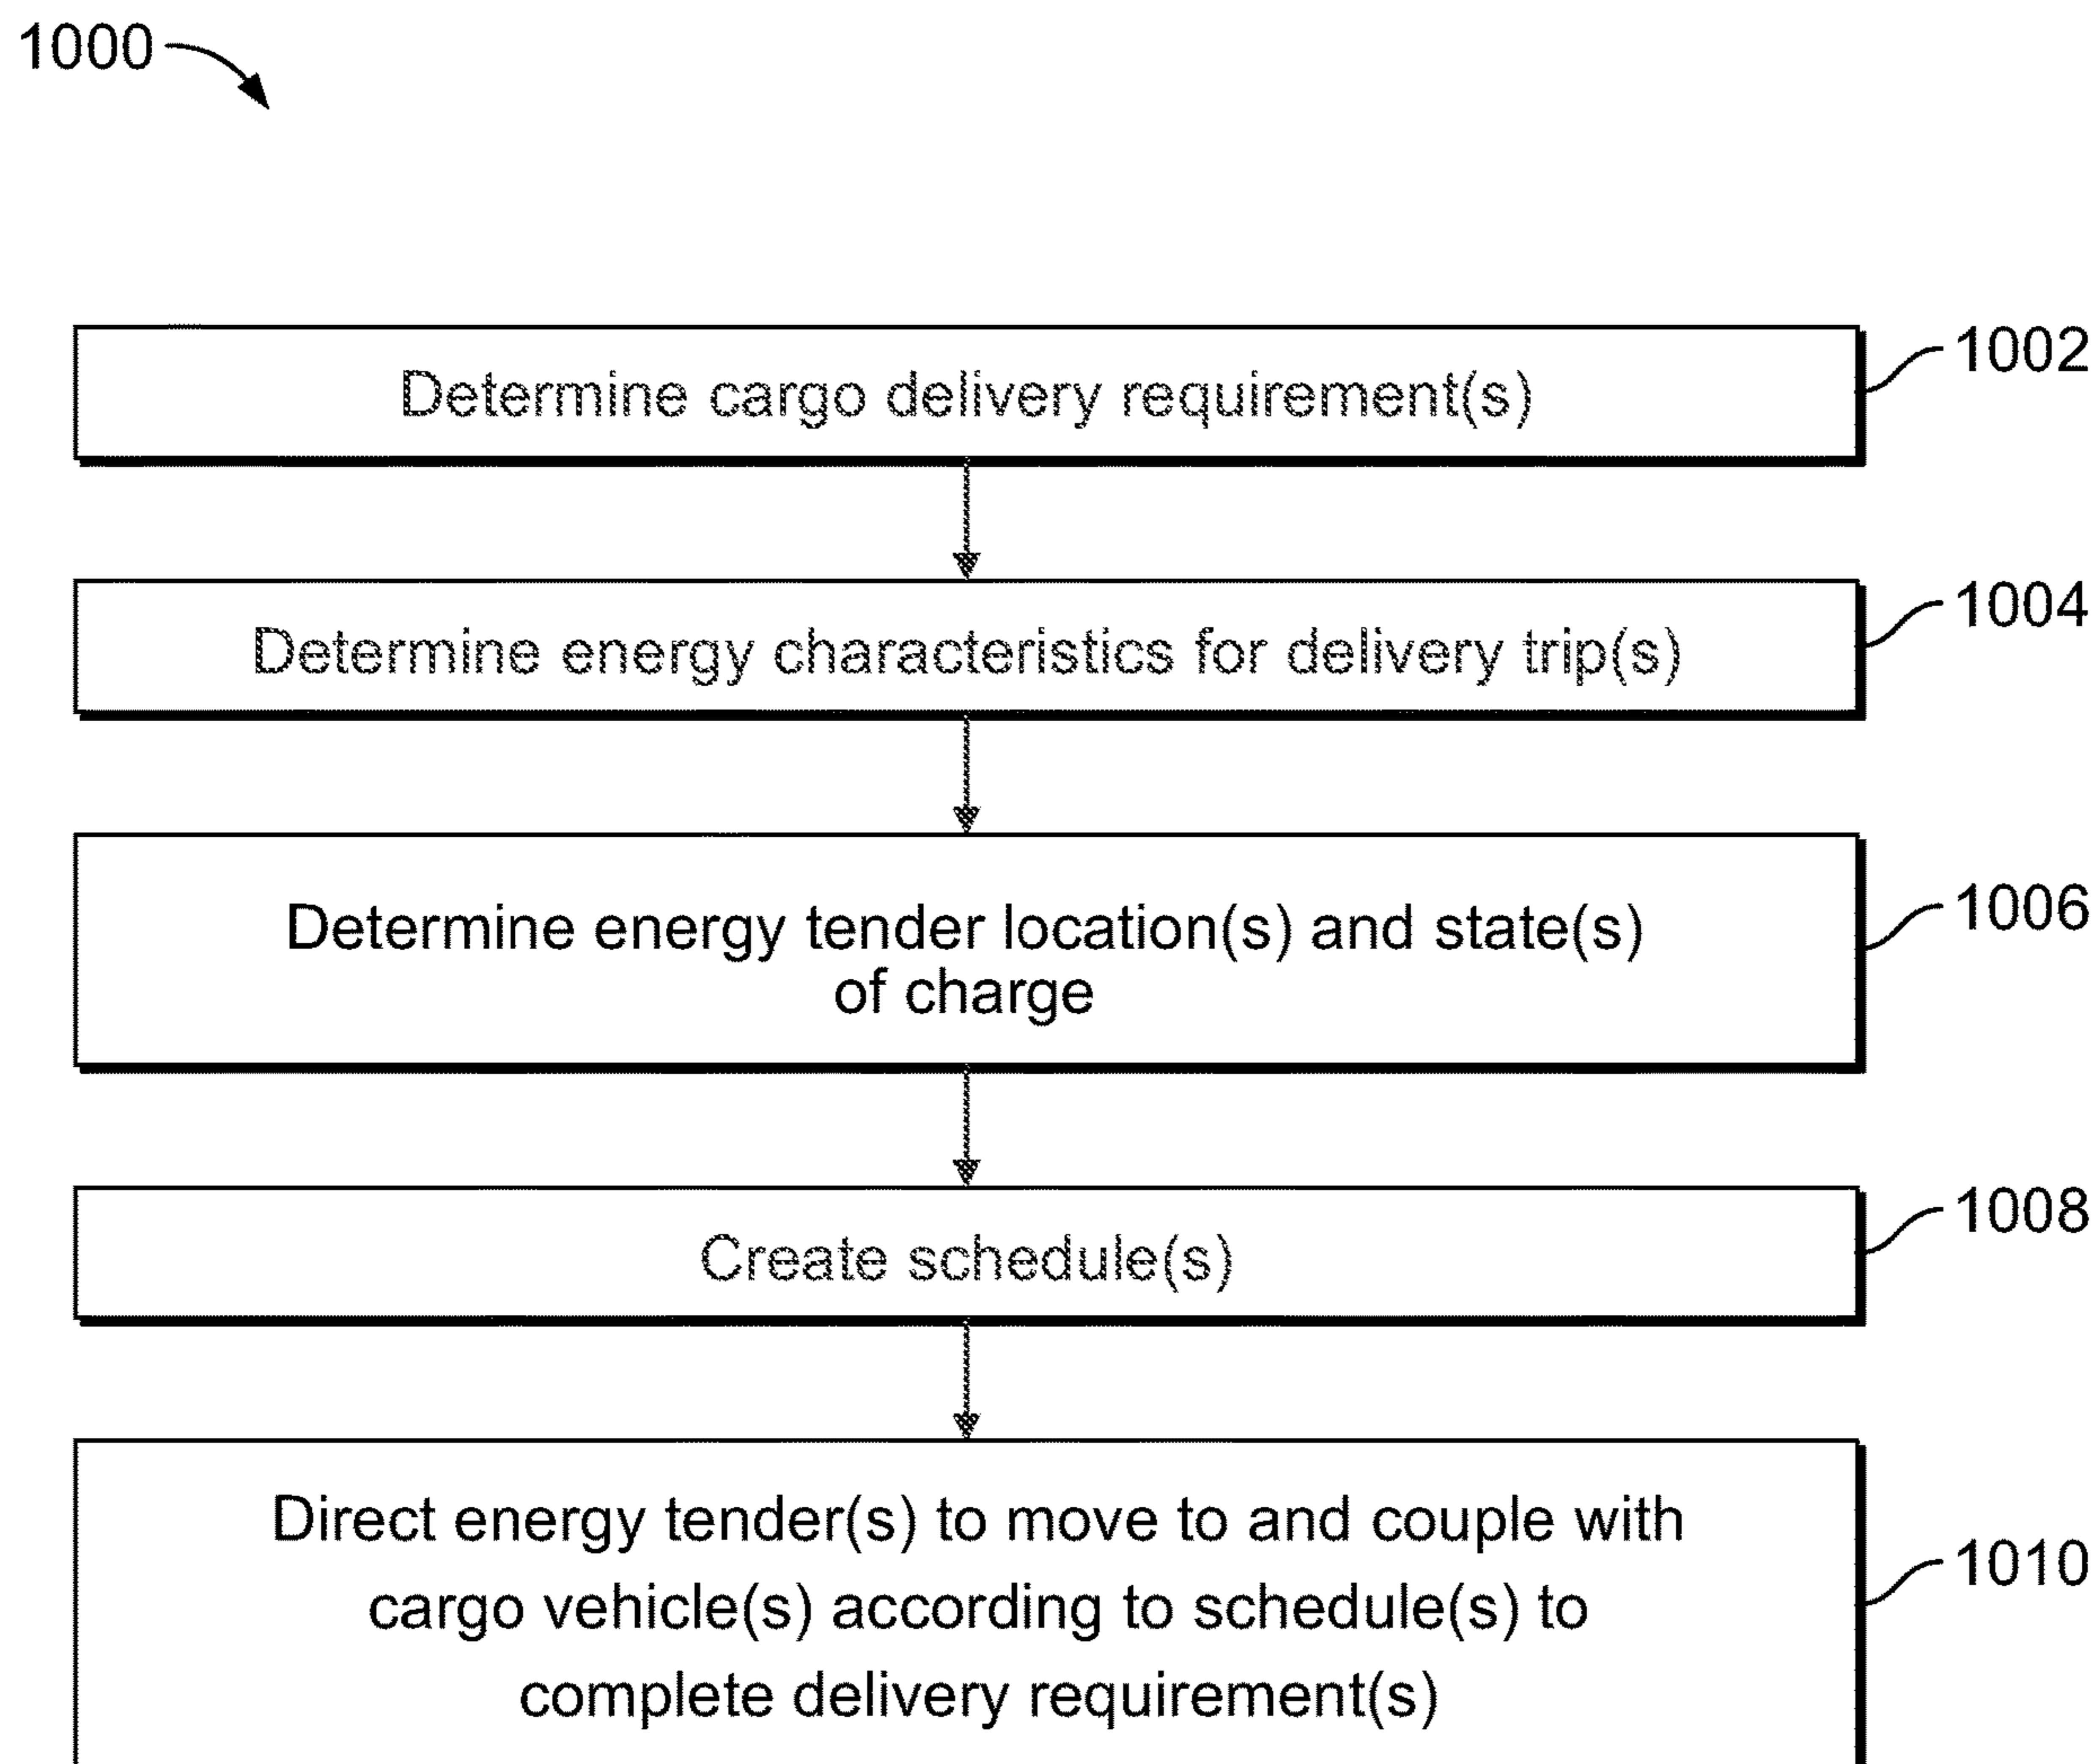 1000
Determine cargo delivery requirement(s)
1002
Determine energy characteristics for delivery trip(s)
1004
Determine energy tender location(s) and state(s)
of charge
1006
Create schedule(s)
1008
Direct energy tender(s) to move to and couple with
cargo vehicle(s) according to schedule(s) to
complete delivery requirement(s)
1010